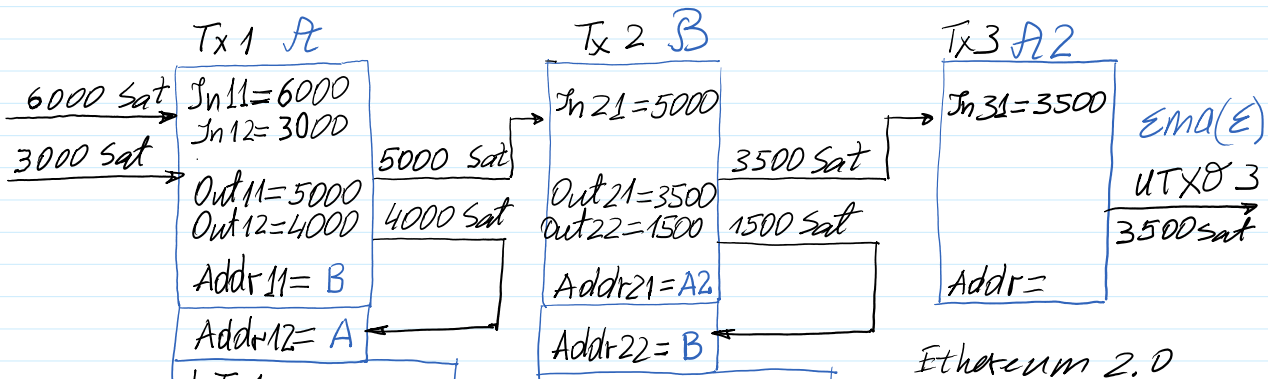 Tx 1 A
6000 Sat
3000 Sat
In11=6000
In12=3000
Out11=5000
Out12=4000
Addr11= B
Addr12= A
5000 Sat
4000 Sat
Tx 2 B
In21=5000
Out21=3500
Out22=1500
Addr21=A2
Addr22= B
3500 Sat
1500 Sat
Tx3 A2
In31=3500
Addr=
Ema(E)
UTXO 3
3500 sat
Ethereum 2.0